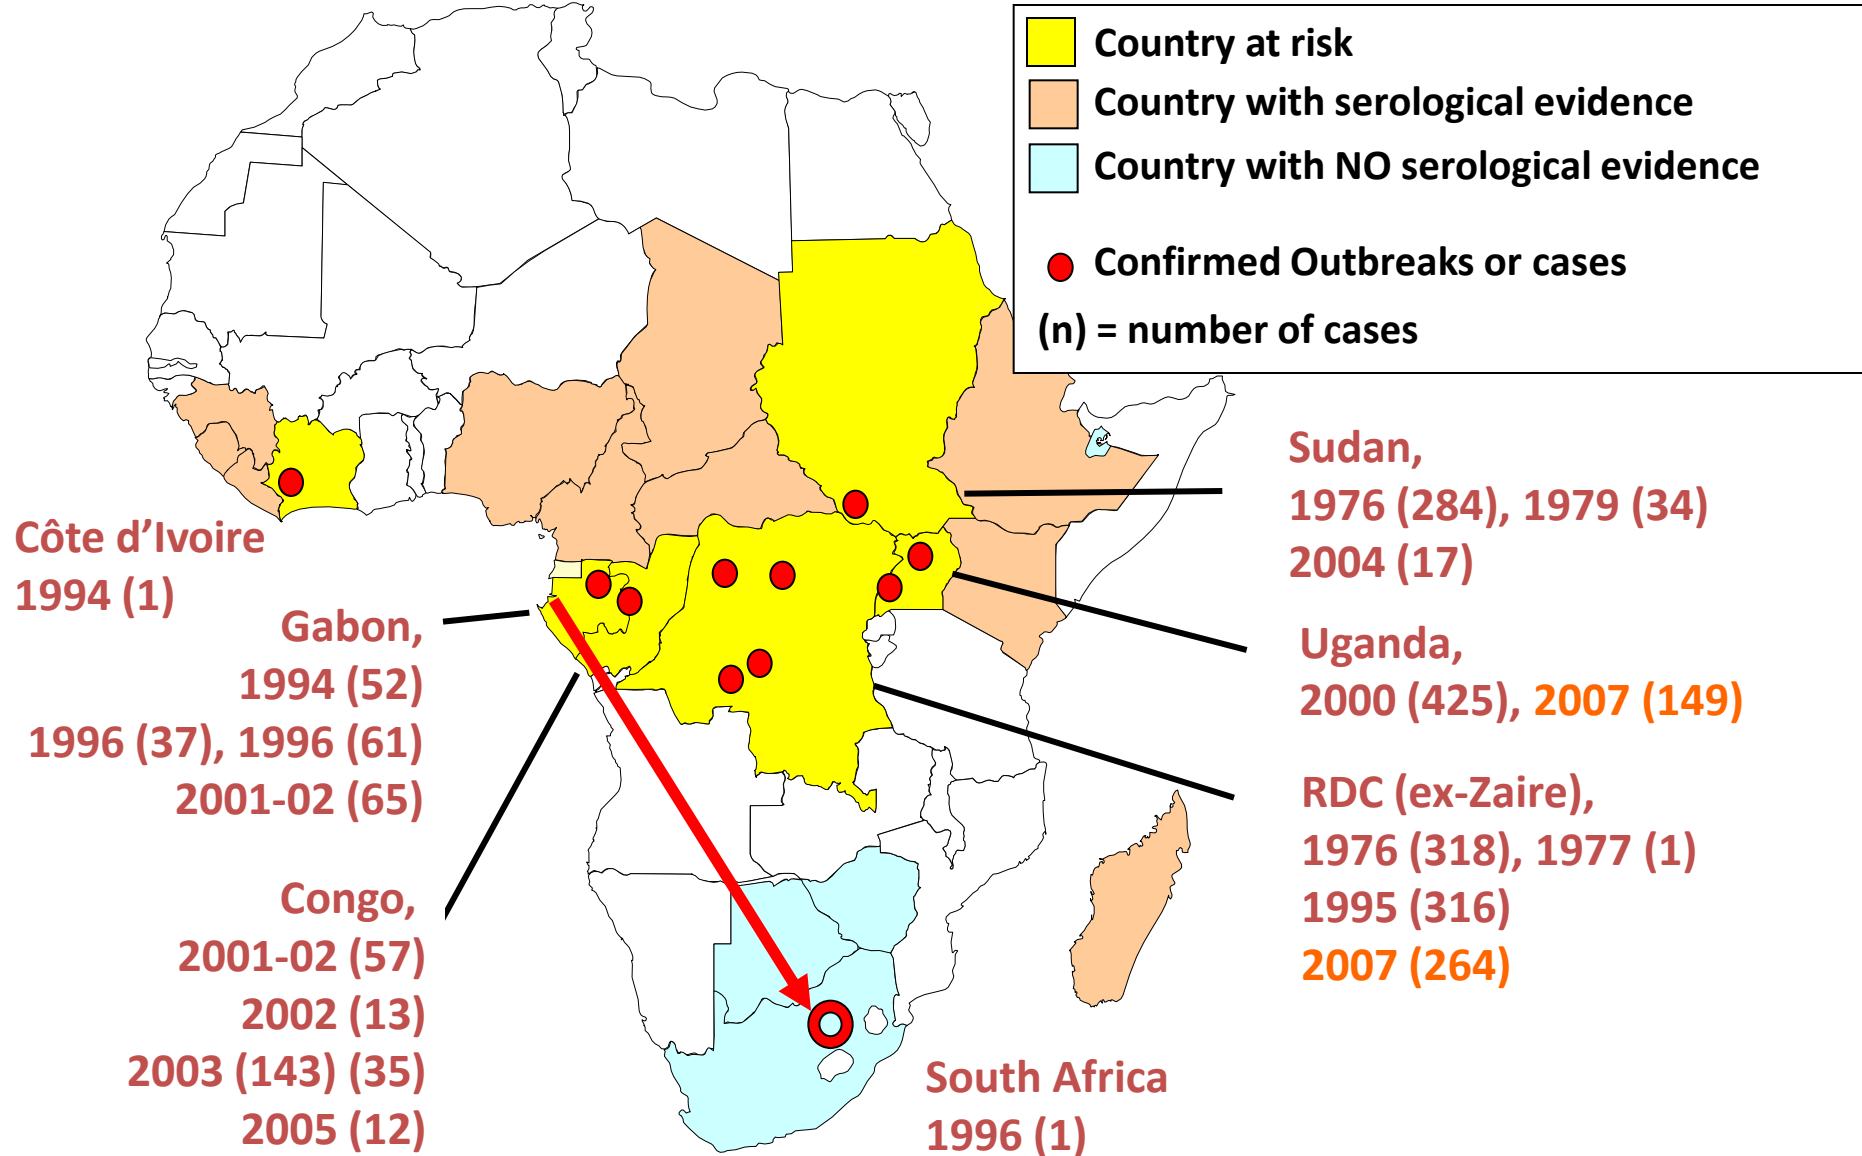 Country at risk
Country with serological evidence
Country with NO serological evidence
Confirmed Outbreaks or cases
(n) = number of cases
Sudan,
1976 (284), 1979 (34)
2004 (17)
Côte d’Ivoire
1994 (1)
Gabon,
1994 (52)
1996 (37), 1996 (61)
2001-02 (65)
Uganda,
2000 (425), 2007 (149)
RDC (ex-Zaire),
1976 (318), 1977 (1)
1995 (316)
2007 (264)
Congo,
2001-02 (57)
2002 (13)
2003 (143) (35)
2005 (12)
South Africa
1996 (1)